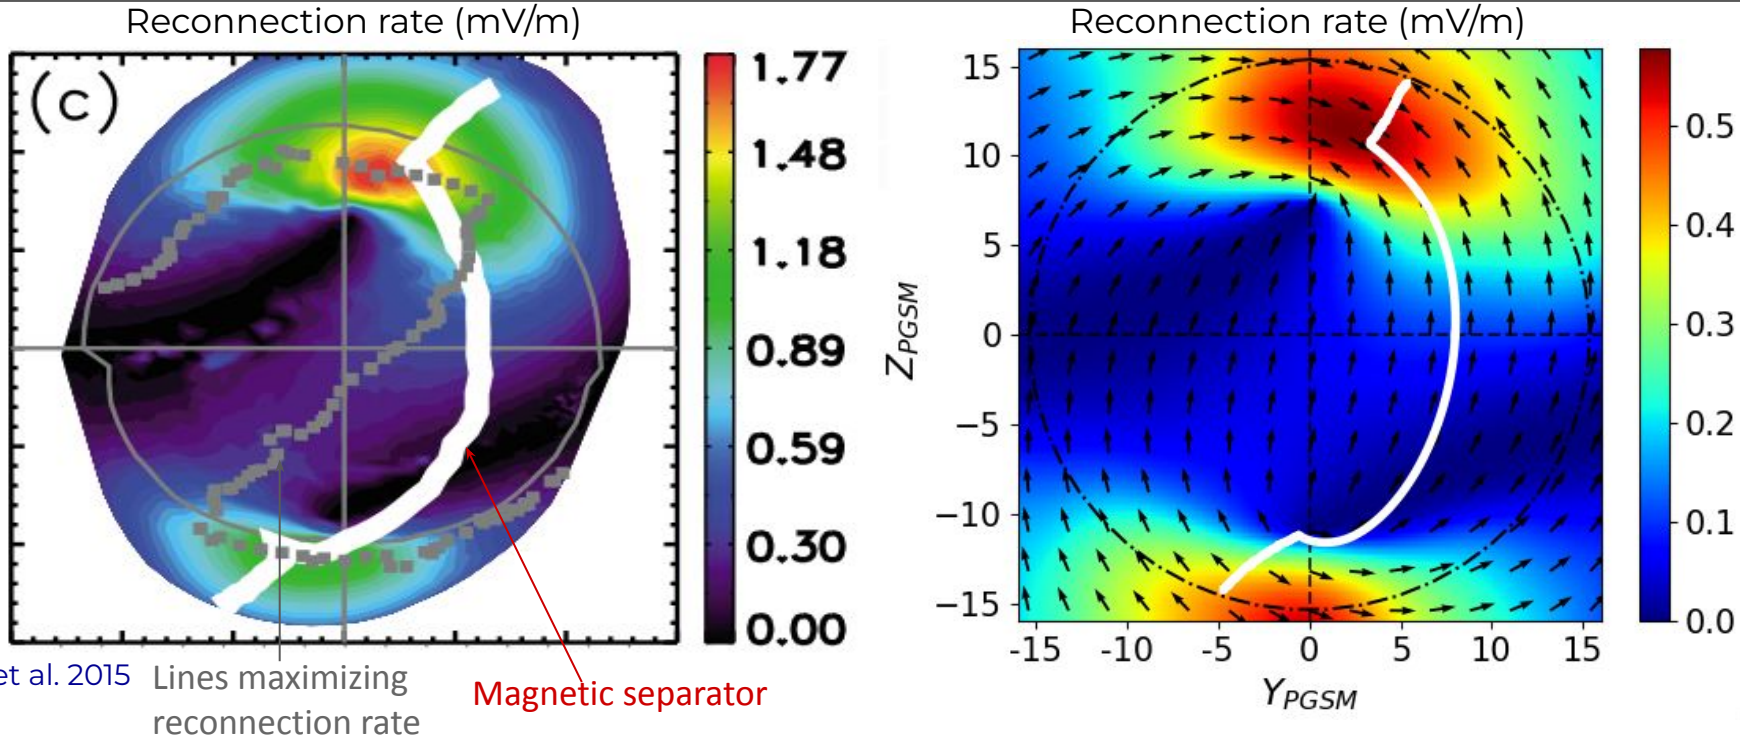 Reconnection rate (mV/m)
(c)
1.77
1.48
1.18
0.89
0.59
0.30
0.00
et al. 2015
Lines maximizing
reconnection rate
Magnetic separator
Reconnection rate (mV/m)
Z_PGSM
15
10
5
0
−5
−10
−15
-15 -10 -5 0 5 10 15
Y_PGSM
0.5
0.4
0.3
0.2
0.1
0.0